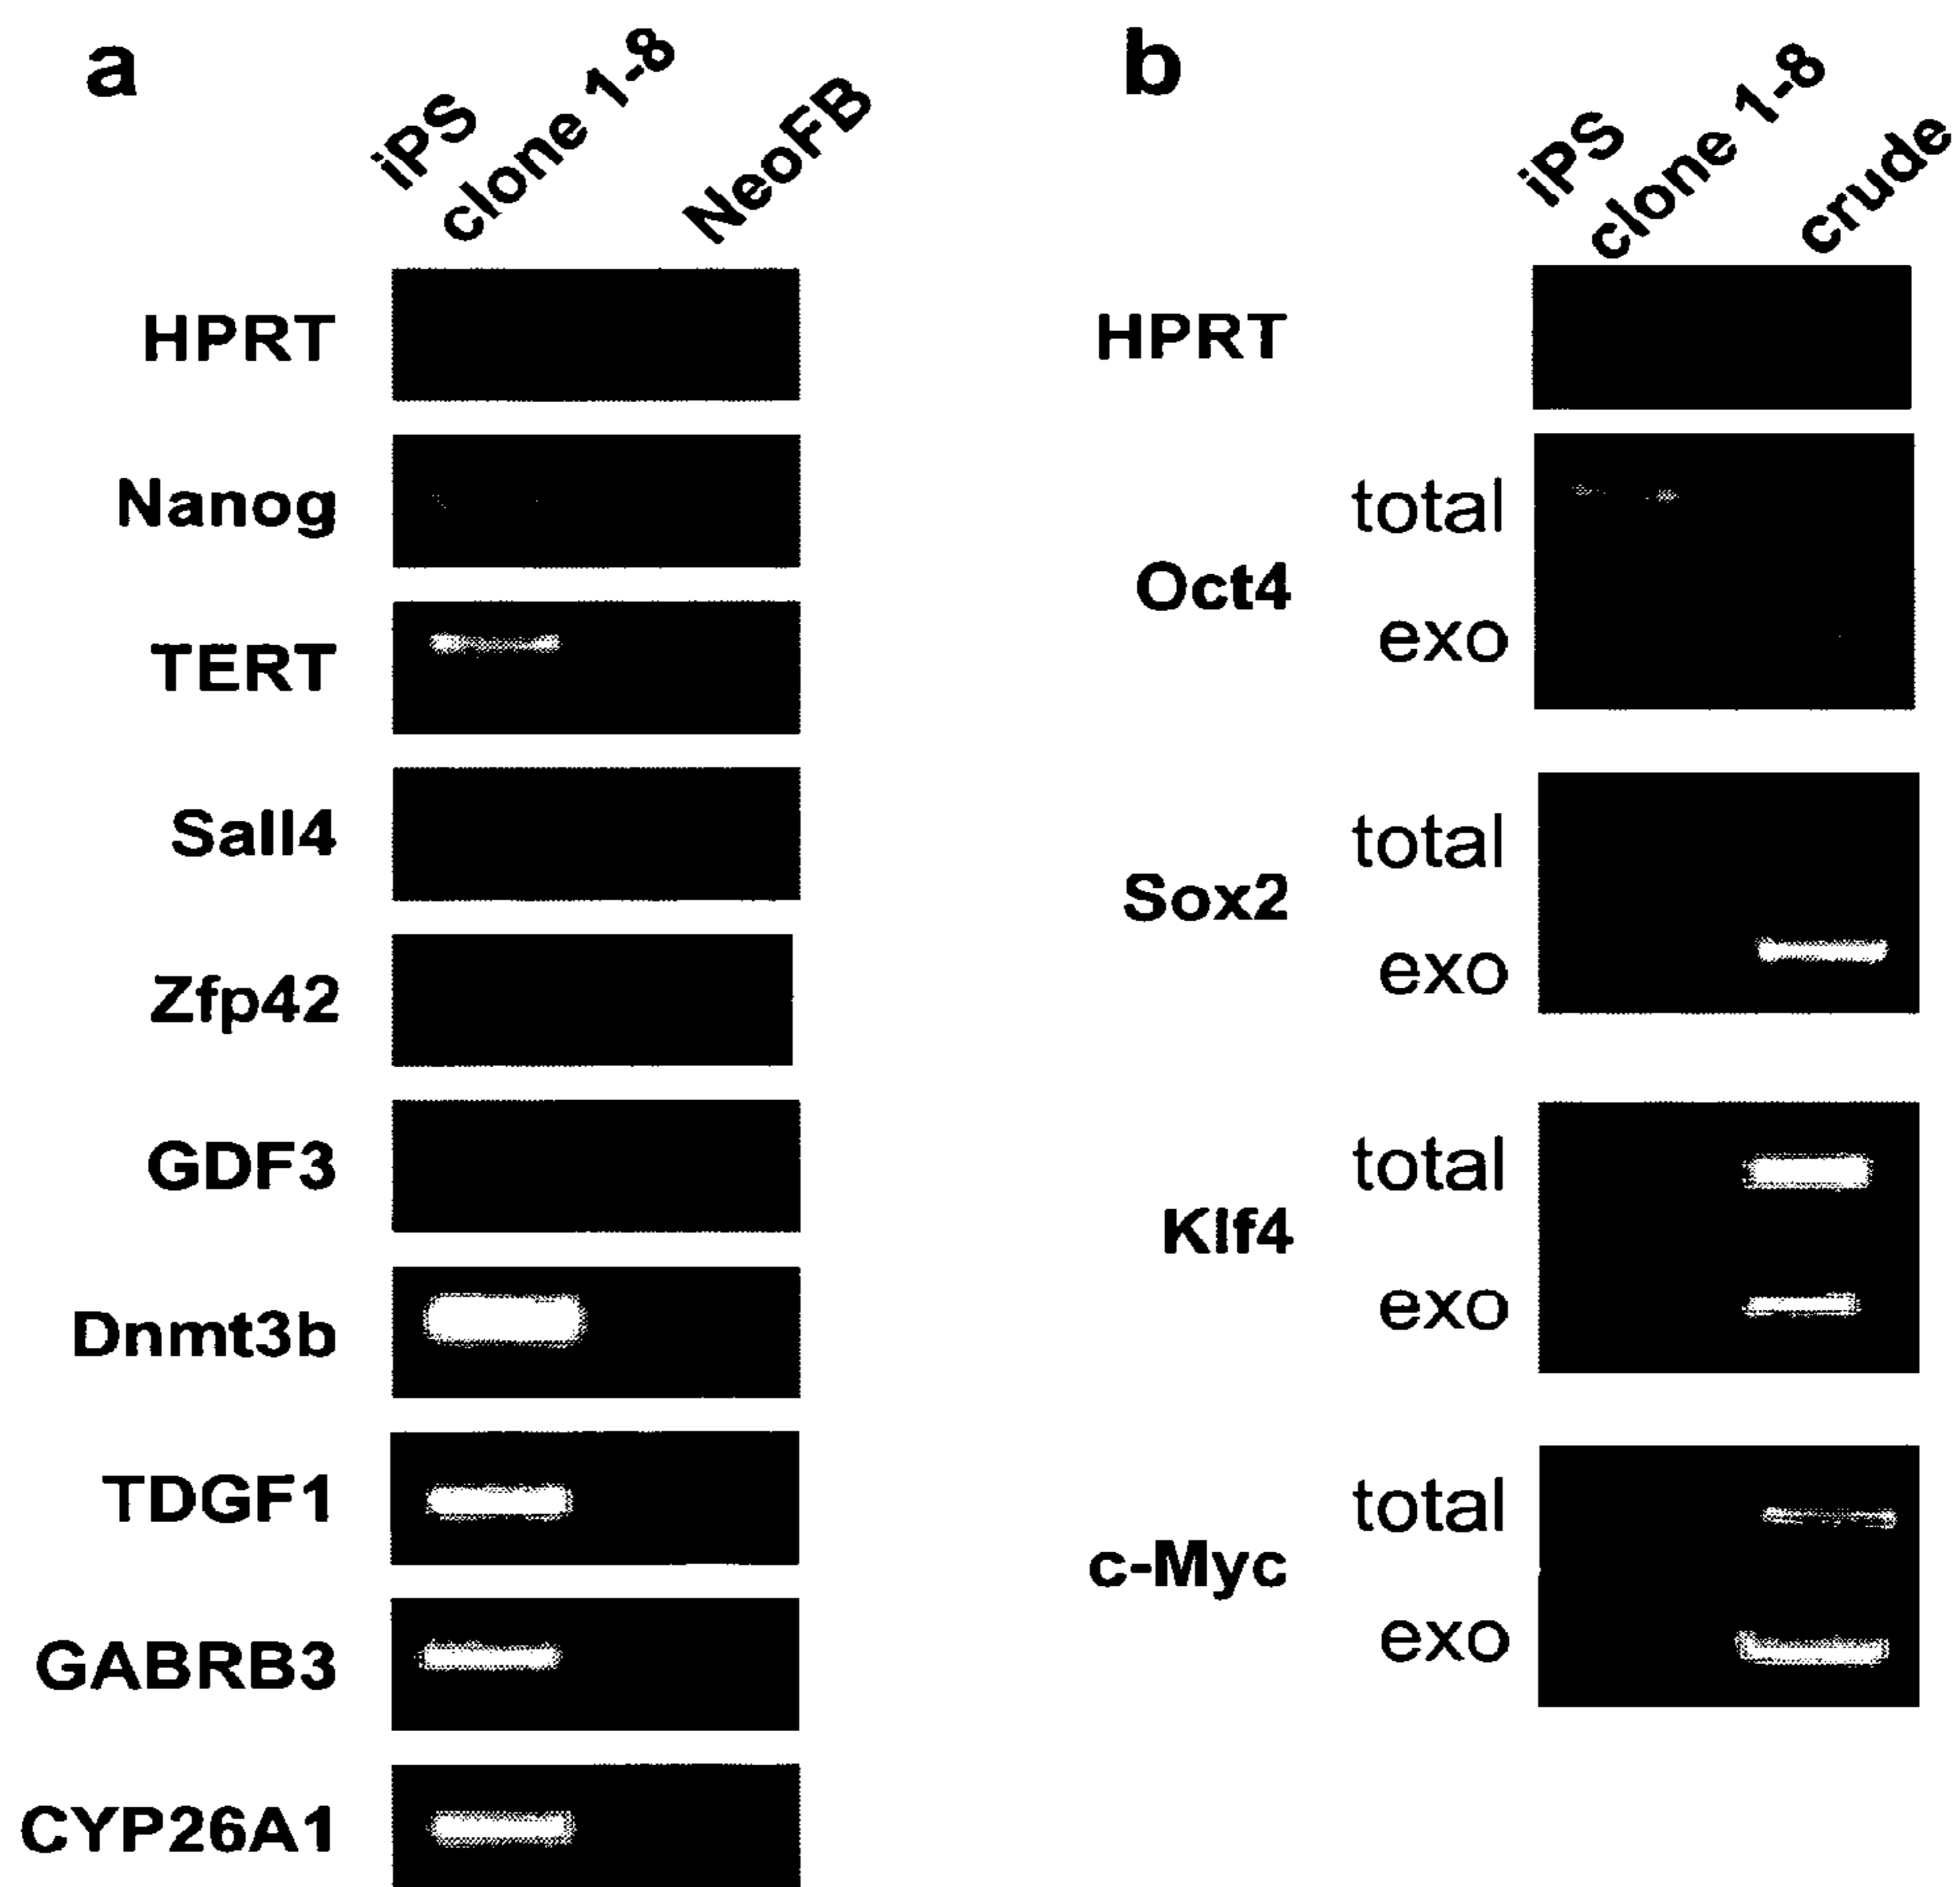 a
iPS
clone 1-8
NeoFB
HPRT
Nanog
TERT
Sall4
Zfp42
GDF3
Dnmt3b
TDGF1
GABRB3
CYP26A1
b
iPS
clone 1-8
crude
HPRT
total
Oct4
exo
total
Sox2
exo
total
Klf4
exo
total
c-Myc
exo